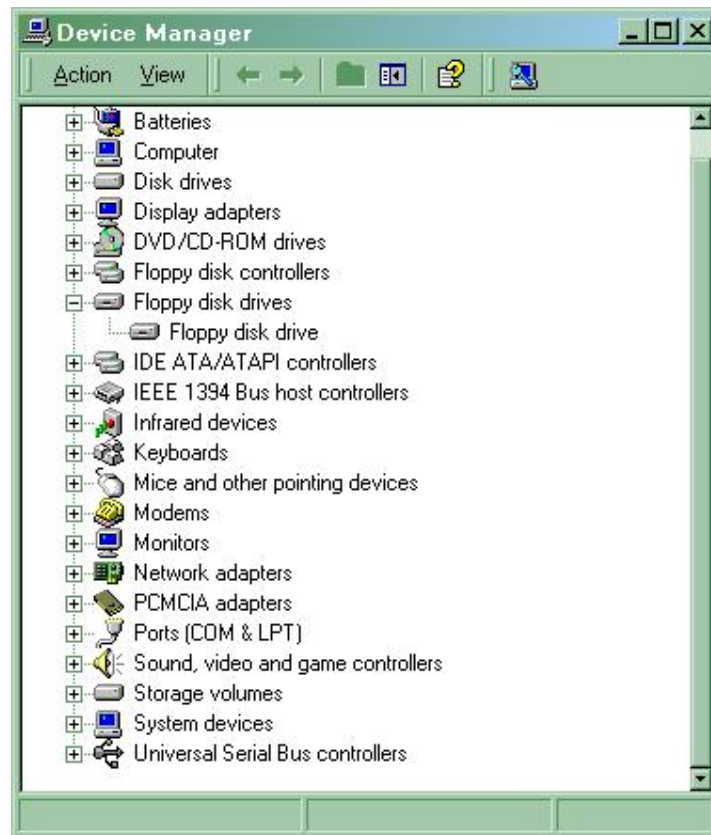 Device Manager
Action View
Batteries
Computer
Disk drives
Display adapters
DVD/CD-ROM drives
Floppy disk controllers
Floppy disk drives
Floppy disk drive
IDE ATA/ATAPI controllers
IEEE 1394 Bus host controllers
Infrared devices
Keyboards
Mice and other pointing devices
Modems
Monitors
Network adapters
PCMCIA adapters
Ports (COM & LPT)
Sound, video and game controllers
Storage volumes
System devices
Universal Serial Bus controllers